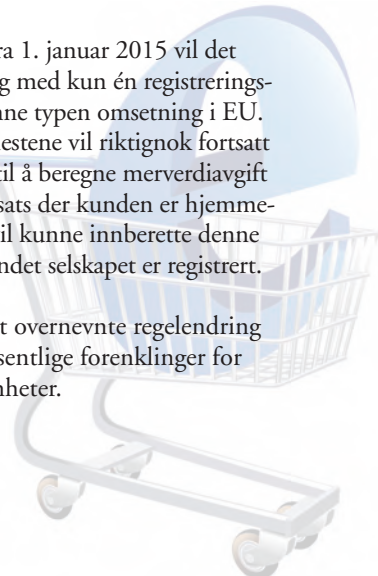 ra 1. januar 2015 vil det
g med kun én registrerings-
nne typen omsetning i EU.
estene vil riktignok fortsatt
til å beregne merverdiavgift
sats der kunden er hjemme-
il kunne innberette denne
ndet selskapet er registrert.
t overnevnte regelendring
sentlige forenklinger for
nheter.